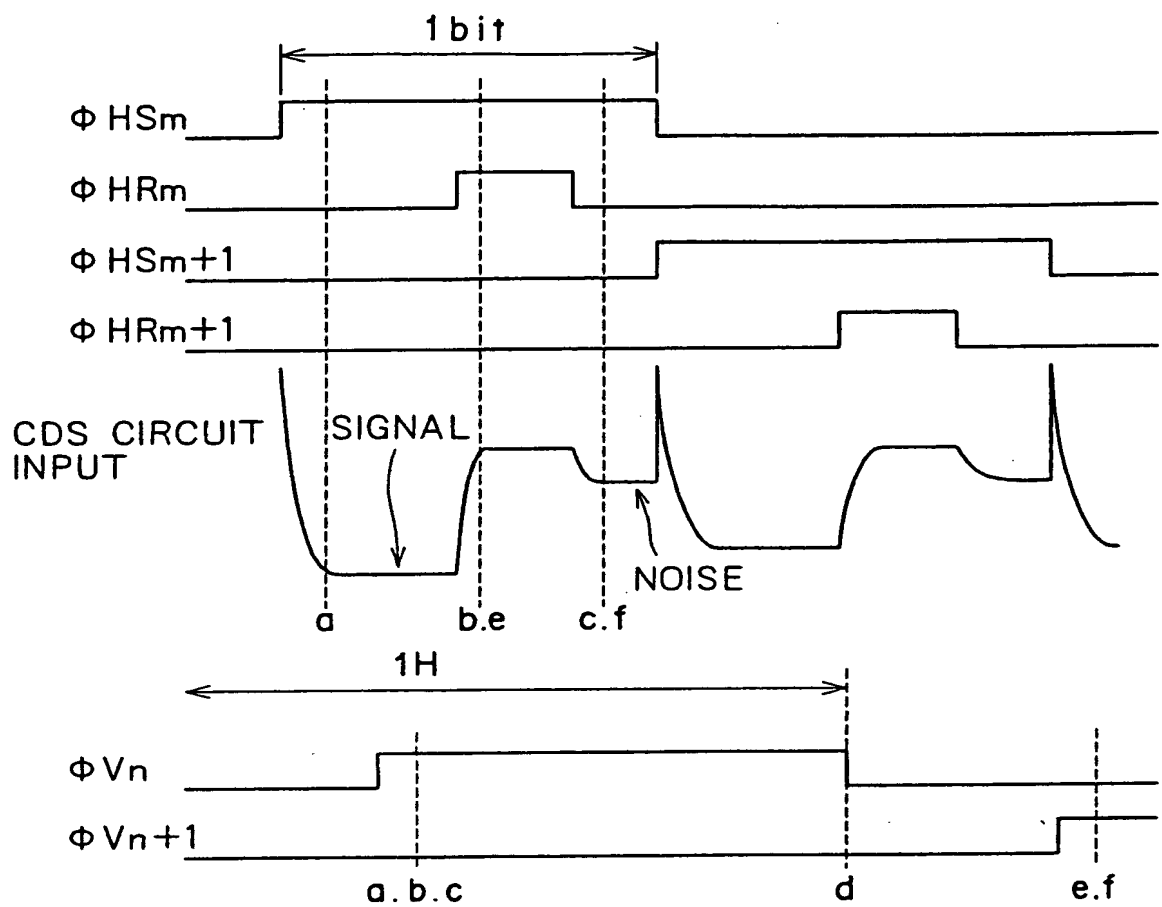 1bit
Φ HSm
Φ HRm
Φ HSm+1
Φ HRm+1
CDS CIRCUIT
INPUT
SIGNAL
NOISE
a
b.e
c.f
1H
Φ Vn
Φ Vn+1
a.b.c
d
e.f